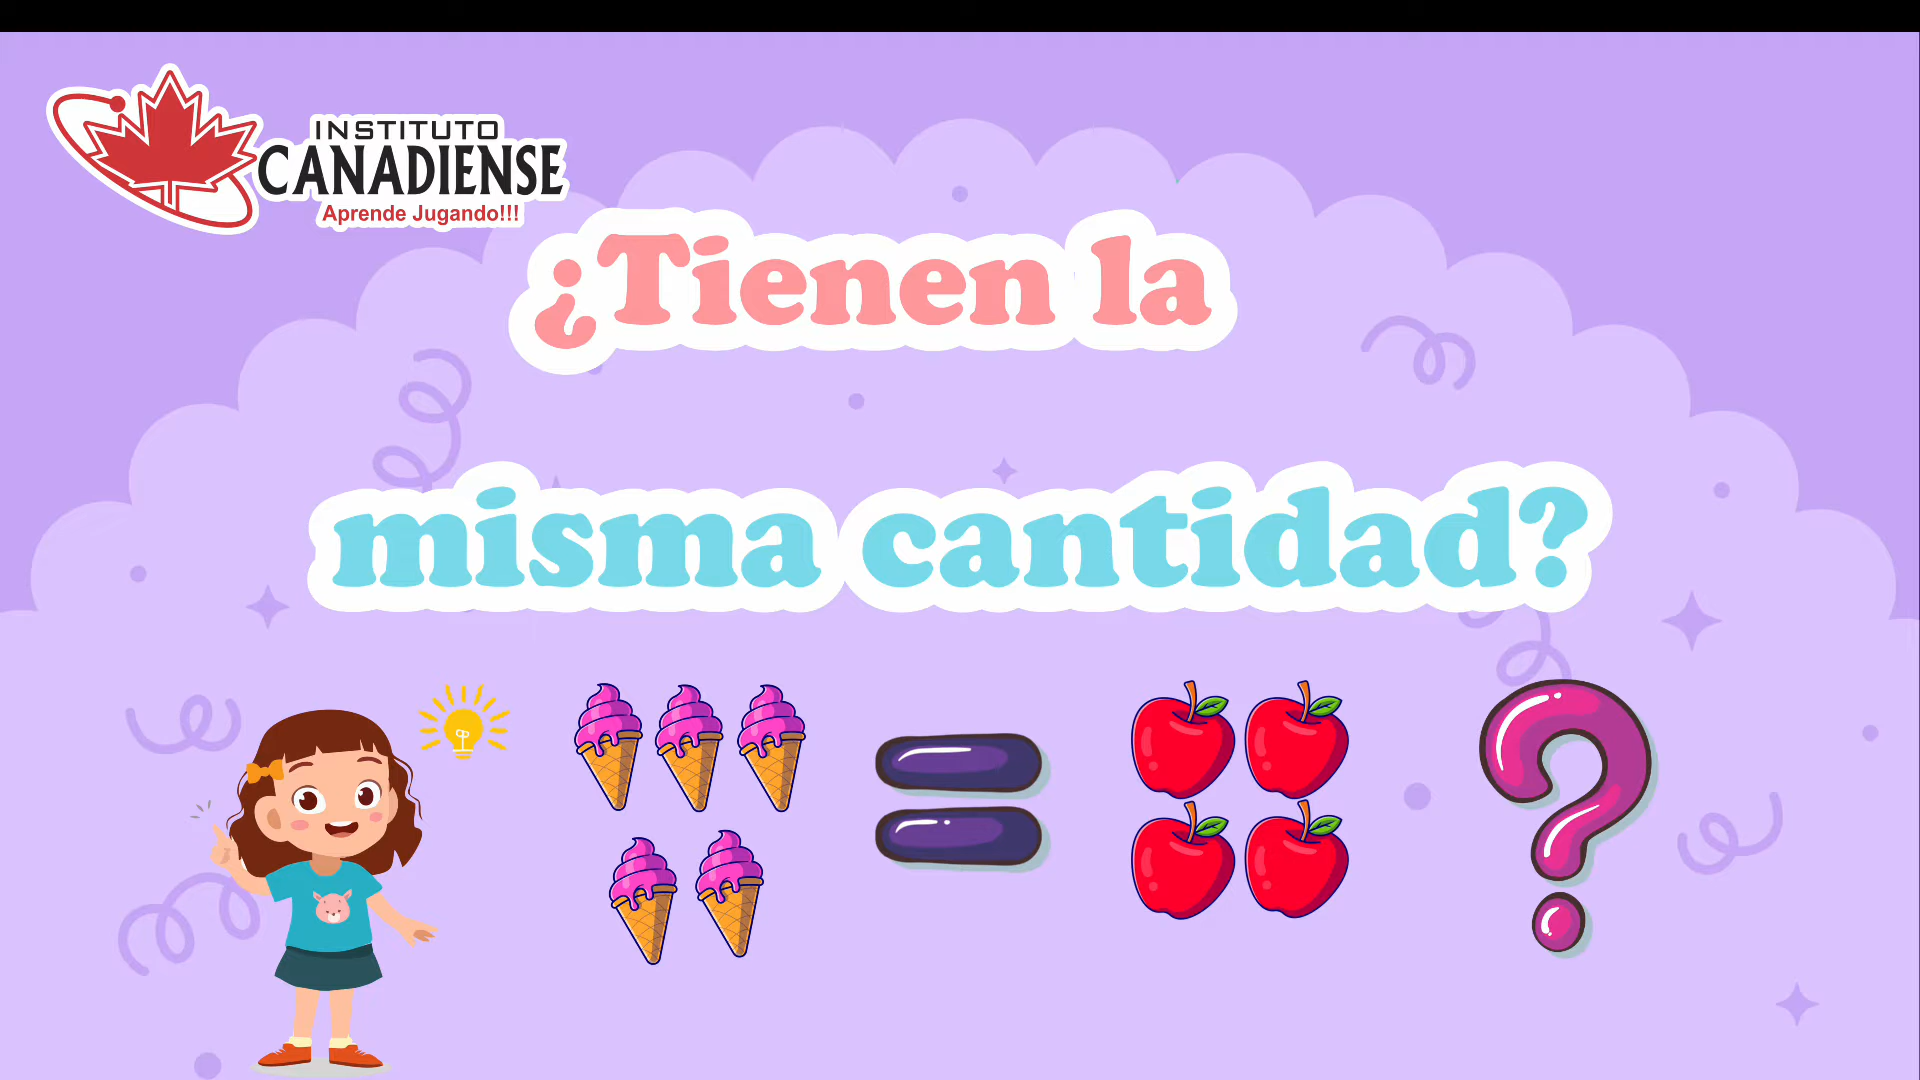 INSTITUTO
CANADIENSE
Aprende Jugando!!!
¿Tienen la
misma cantidad?
=
?